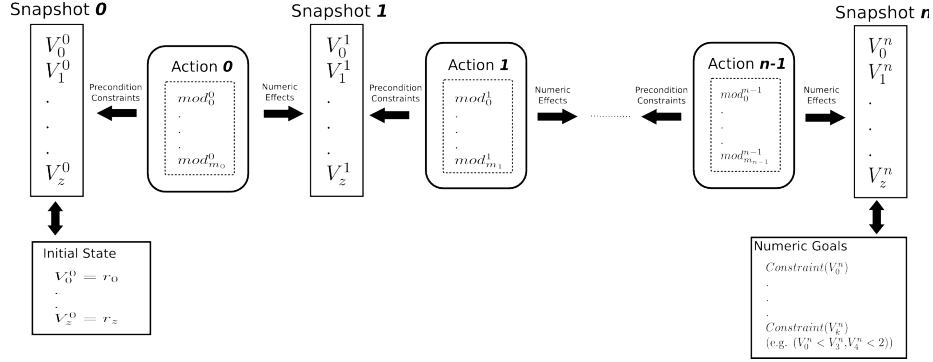 Snapshot 0
V_0^0
V_1^0
.
.
.
V_z^0
Initial State
V_0^0 = r_0
.
.
V_z^0 = r_z
Precondition
Constraints
Action 0
mod_0^0
.
.
.
mod_{m_0}^0
Numeric
Effects
Snapshot 1
V_0^1
V_1^1
.
.
.
V_z^1
Precondition
Constraints
Action 1
mod_0^1
.
.
.
mod_{m_1}^1
Numeric
Effects
............
Precondition
Constraints
Action n-1
mod_0^{n-1}
.
.
.
mod_{m_{n-1}}^{n-1}
Numeric
Effects
Snapshot n
V_0^n
V_1^n
.
.
.
V_z^n
Numeric Goals
Constraint(V_0^n)
.
.
.
Constraint(V_k^n)
(e.g. (V_0^n < V_3^n,V_4^n < 2))